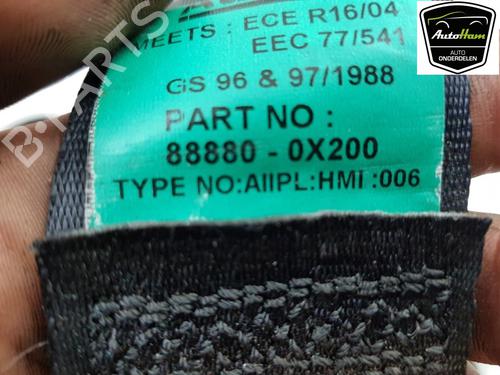 MEETS : ECE R16/04
EEC 77/541
GS 96 & 97/1988
PART NO :
88880 - 0X200
TYPE NO:AIIPL:HMI :006
B-PARTS
AutoHam
AUTO
ONDERDELEN